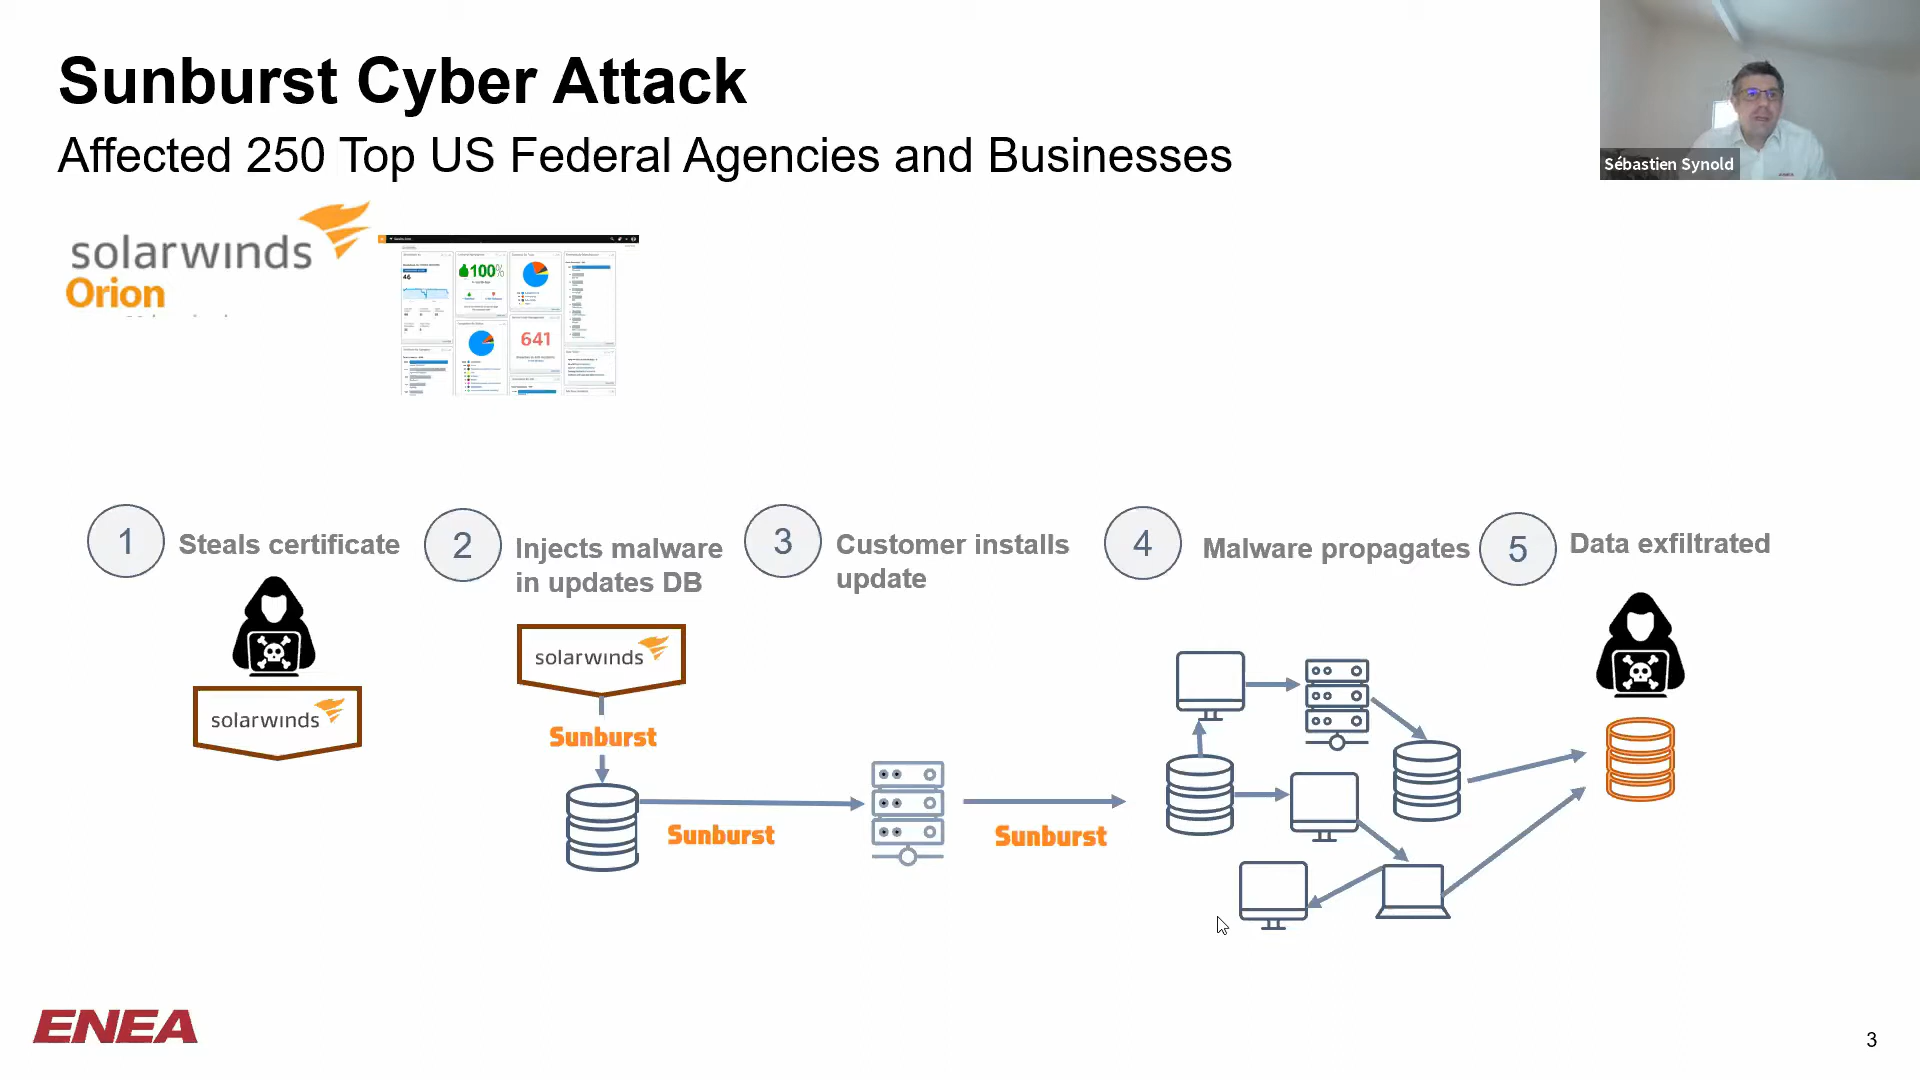 Sunburst Cyber Attack
Affected 250 Top US Federal Agencies and Businesses
Sébastien Synold
solarwinds
Orion
46
100%
641
1
Steals certificate
2
Injects malware
in updates DB
3
Customer installs
update
4
Malware propagates
5
Data exfiltrated
solarwinds
solarwinds
Sunburst
Sunburst
Sunburst
ENEA
3